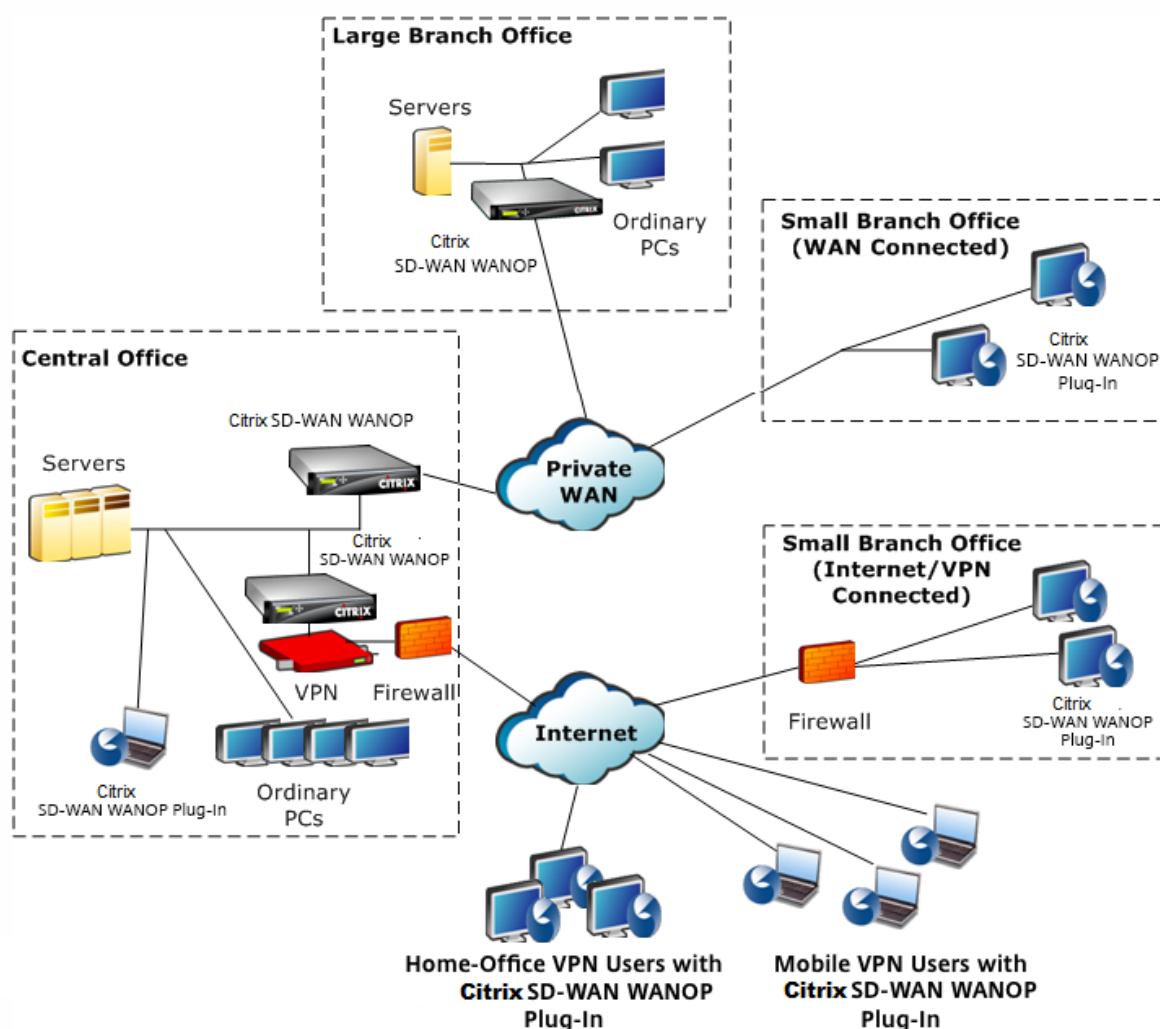 Large Branch Office
Servers
CITRIX
Ordinary
PCs
Citrix
SD-WAN WANOP
Small Branch Office
(WAN Connected)
Citrix
SD-WAN WANOP
Plug-In
Central Office
Citrix SD-WAN WANOP
Servers
CITRIX
Private
WAN
Citrix
SD-WAN WANOP
CITRIX
VPN
Firewall
Citrix
SD-WAN WANOP Plug-In
Ordinary
PCs
Small Branch Office
(Internet/VPN
Connected)
Firewall
Citrix
SD-WAN WANOP
Plug-In
Internet
Home-Office VPN Users with
Citrix SD-WAN WANOP
Plug-In
Mobile VPN Users with
Citrix SD-WAN WANOP
Plug-In